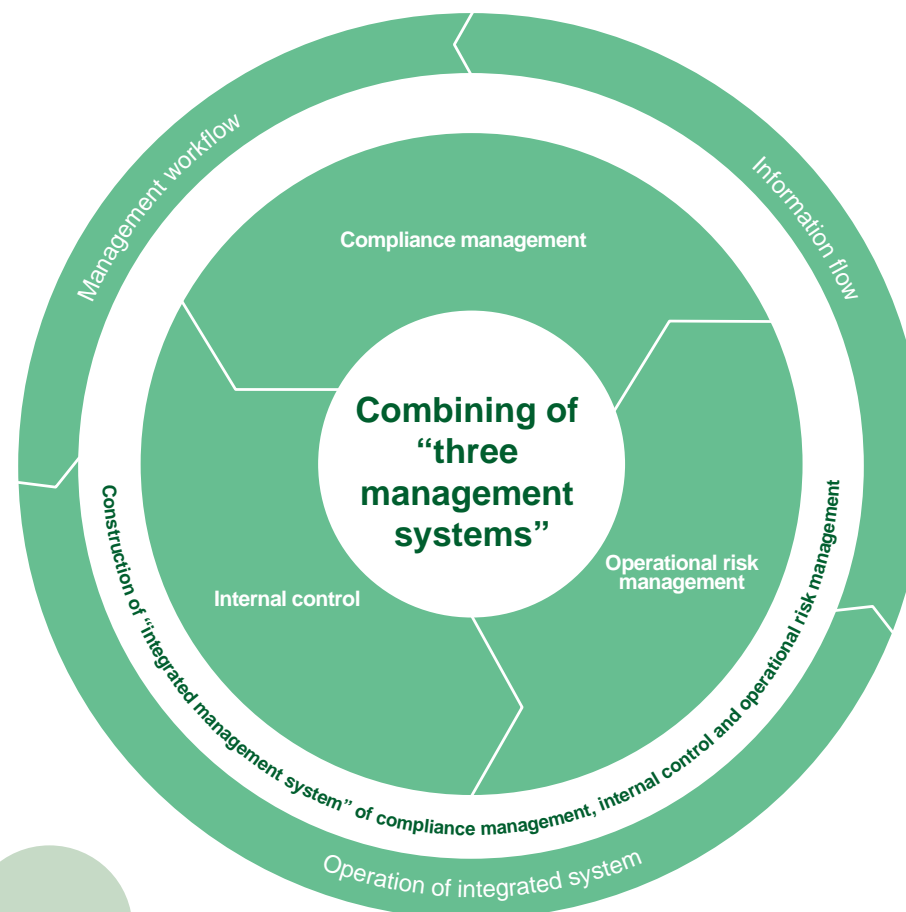 Management workflow
Information flow
Compliance management
Combining of
“three
management
systems”
Operational risk
management
Internal control
Construction of “integrated management system” of compliance management, internal control and operational risk management
Operation of integrated system